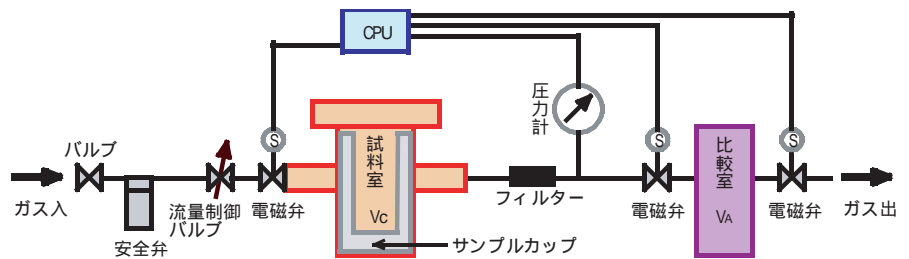 CPU
圧力計
S
S
S
バルブ
試料室
比較室
ガス入
流量制御
バルブ
電磁弁
Vc
フィルター
電磁弁
VA
電磁弁
ガス出
安全弁
サンプルカップ